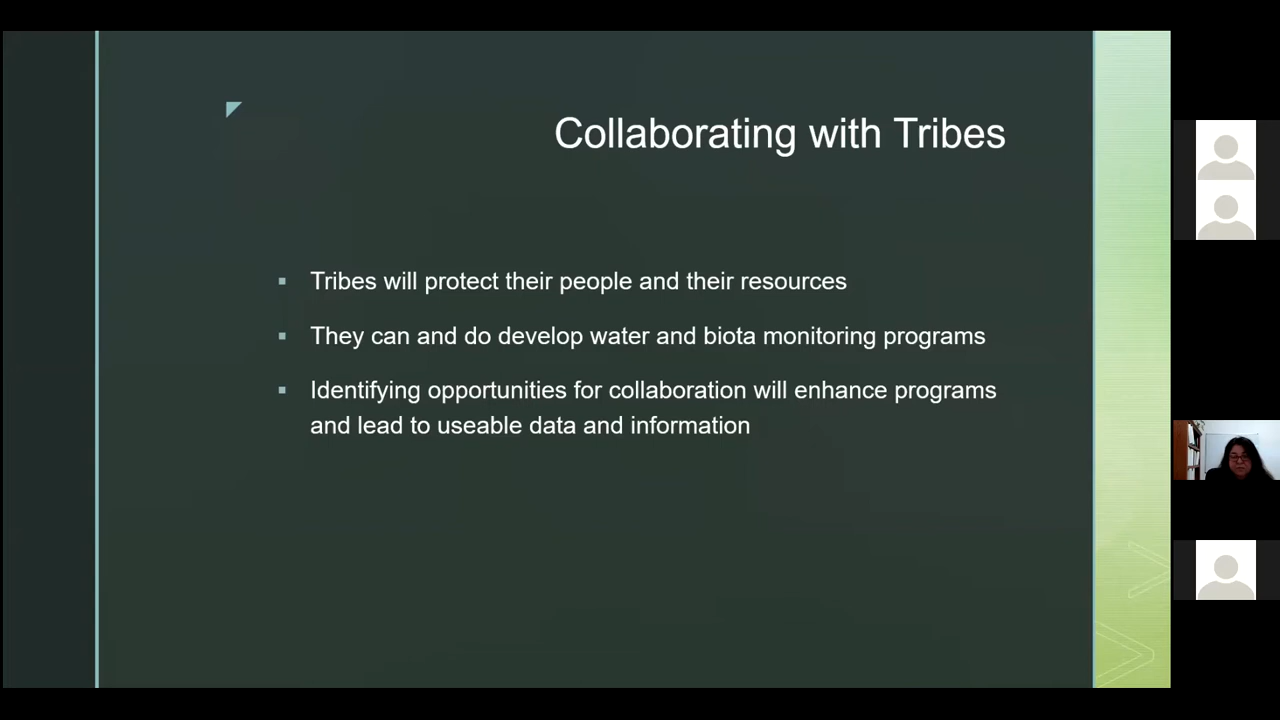 Collaborating with Tribes
▪ Tribes will protect their people and their resources
▪ They can and do develop water and biota monitoring programs
▪ Identifying opportunities for collaboration will enhance programs
and lead to useable data and information